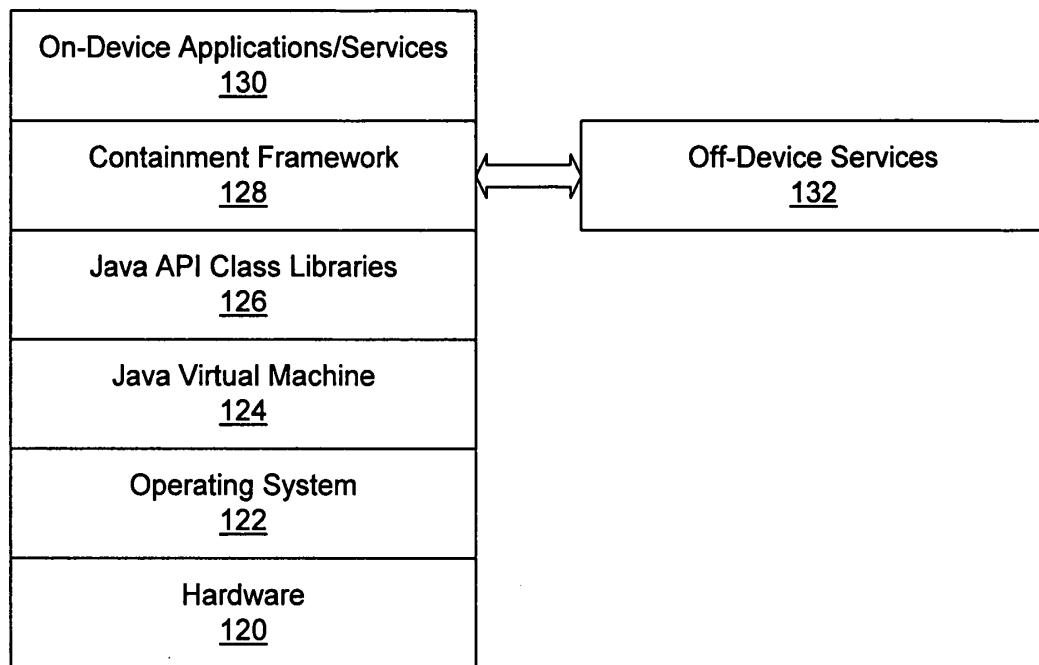 On-Device Applications/Services
130
Containment Framework
128
Off-Device Services
132
Java API Class Libraries
126
Java Virtual Machine
124
Operating System
122
Hardware
120